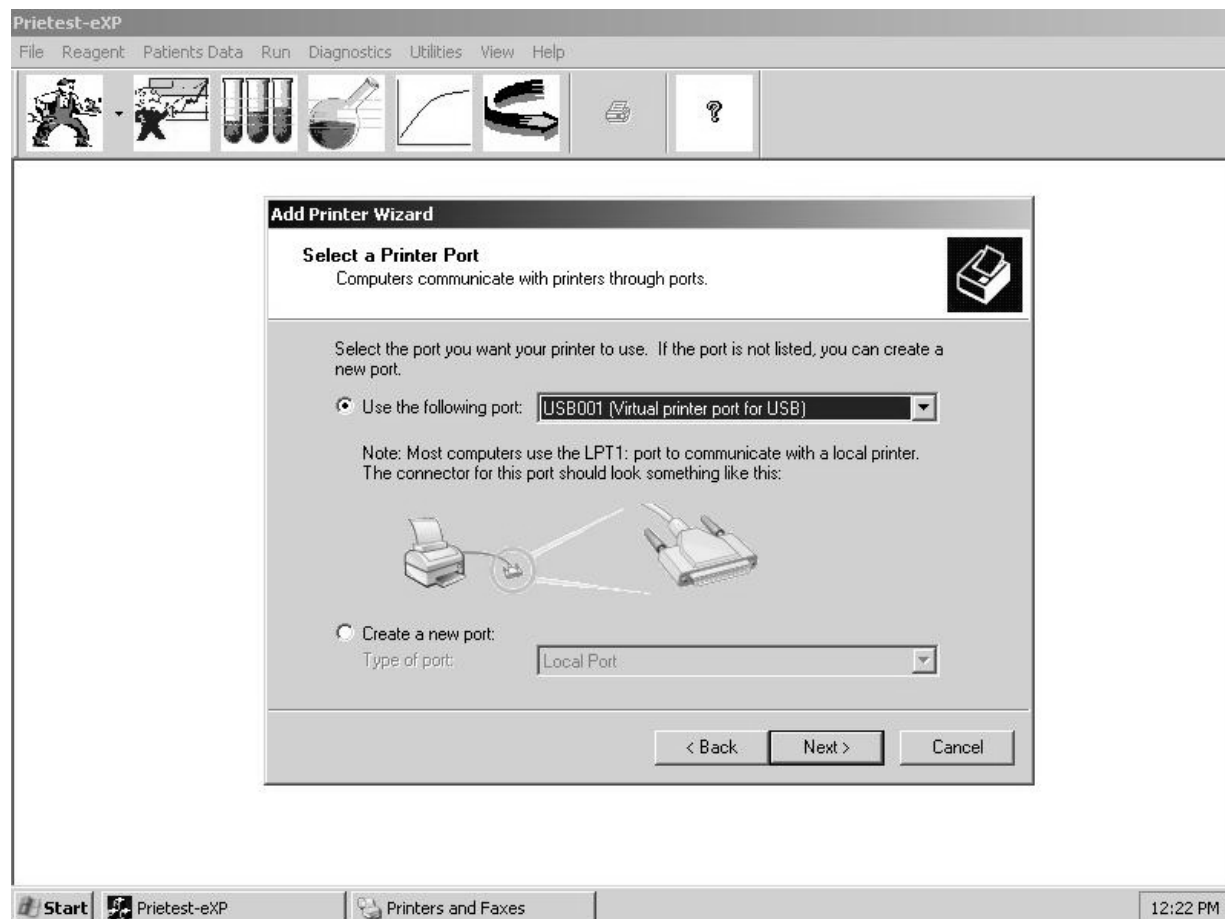 Prietest-eXP
File Reagent Patients Data Run Diagnostics Utilities View Help
?
Add Printer Wizard
Select a Printer Port
Computers communicate with printers through ports.
Select the port you want your printer to use. If the port is not listed, you can create a
new port.
Use the following port: USB001 (Virtual printer port for USB)
Note: Most computers use the LPT1: port to communicate with a local printer.
The connector for this port should look something like this:
Create a new port:
Type of port: Local Port
< Back Next > Cancel
Start Prietest-eXP Printers and Faxes 12:22 PM